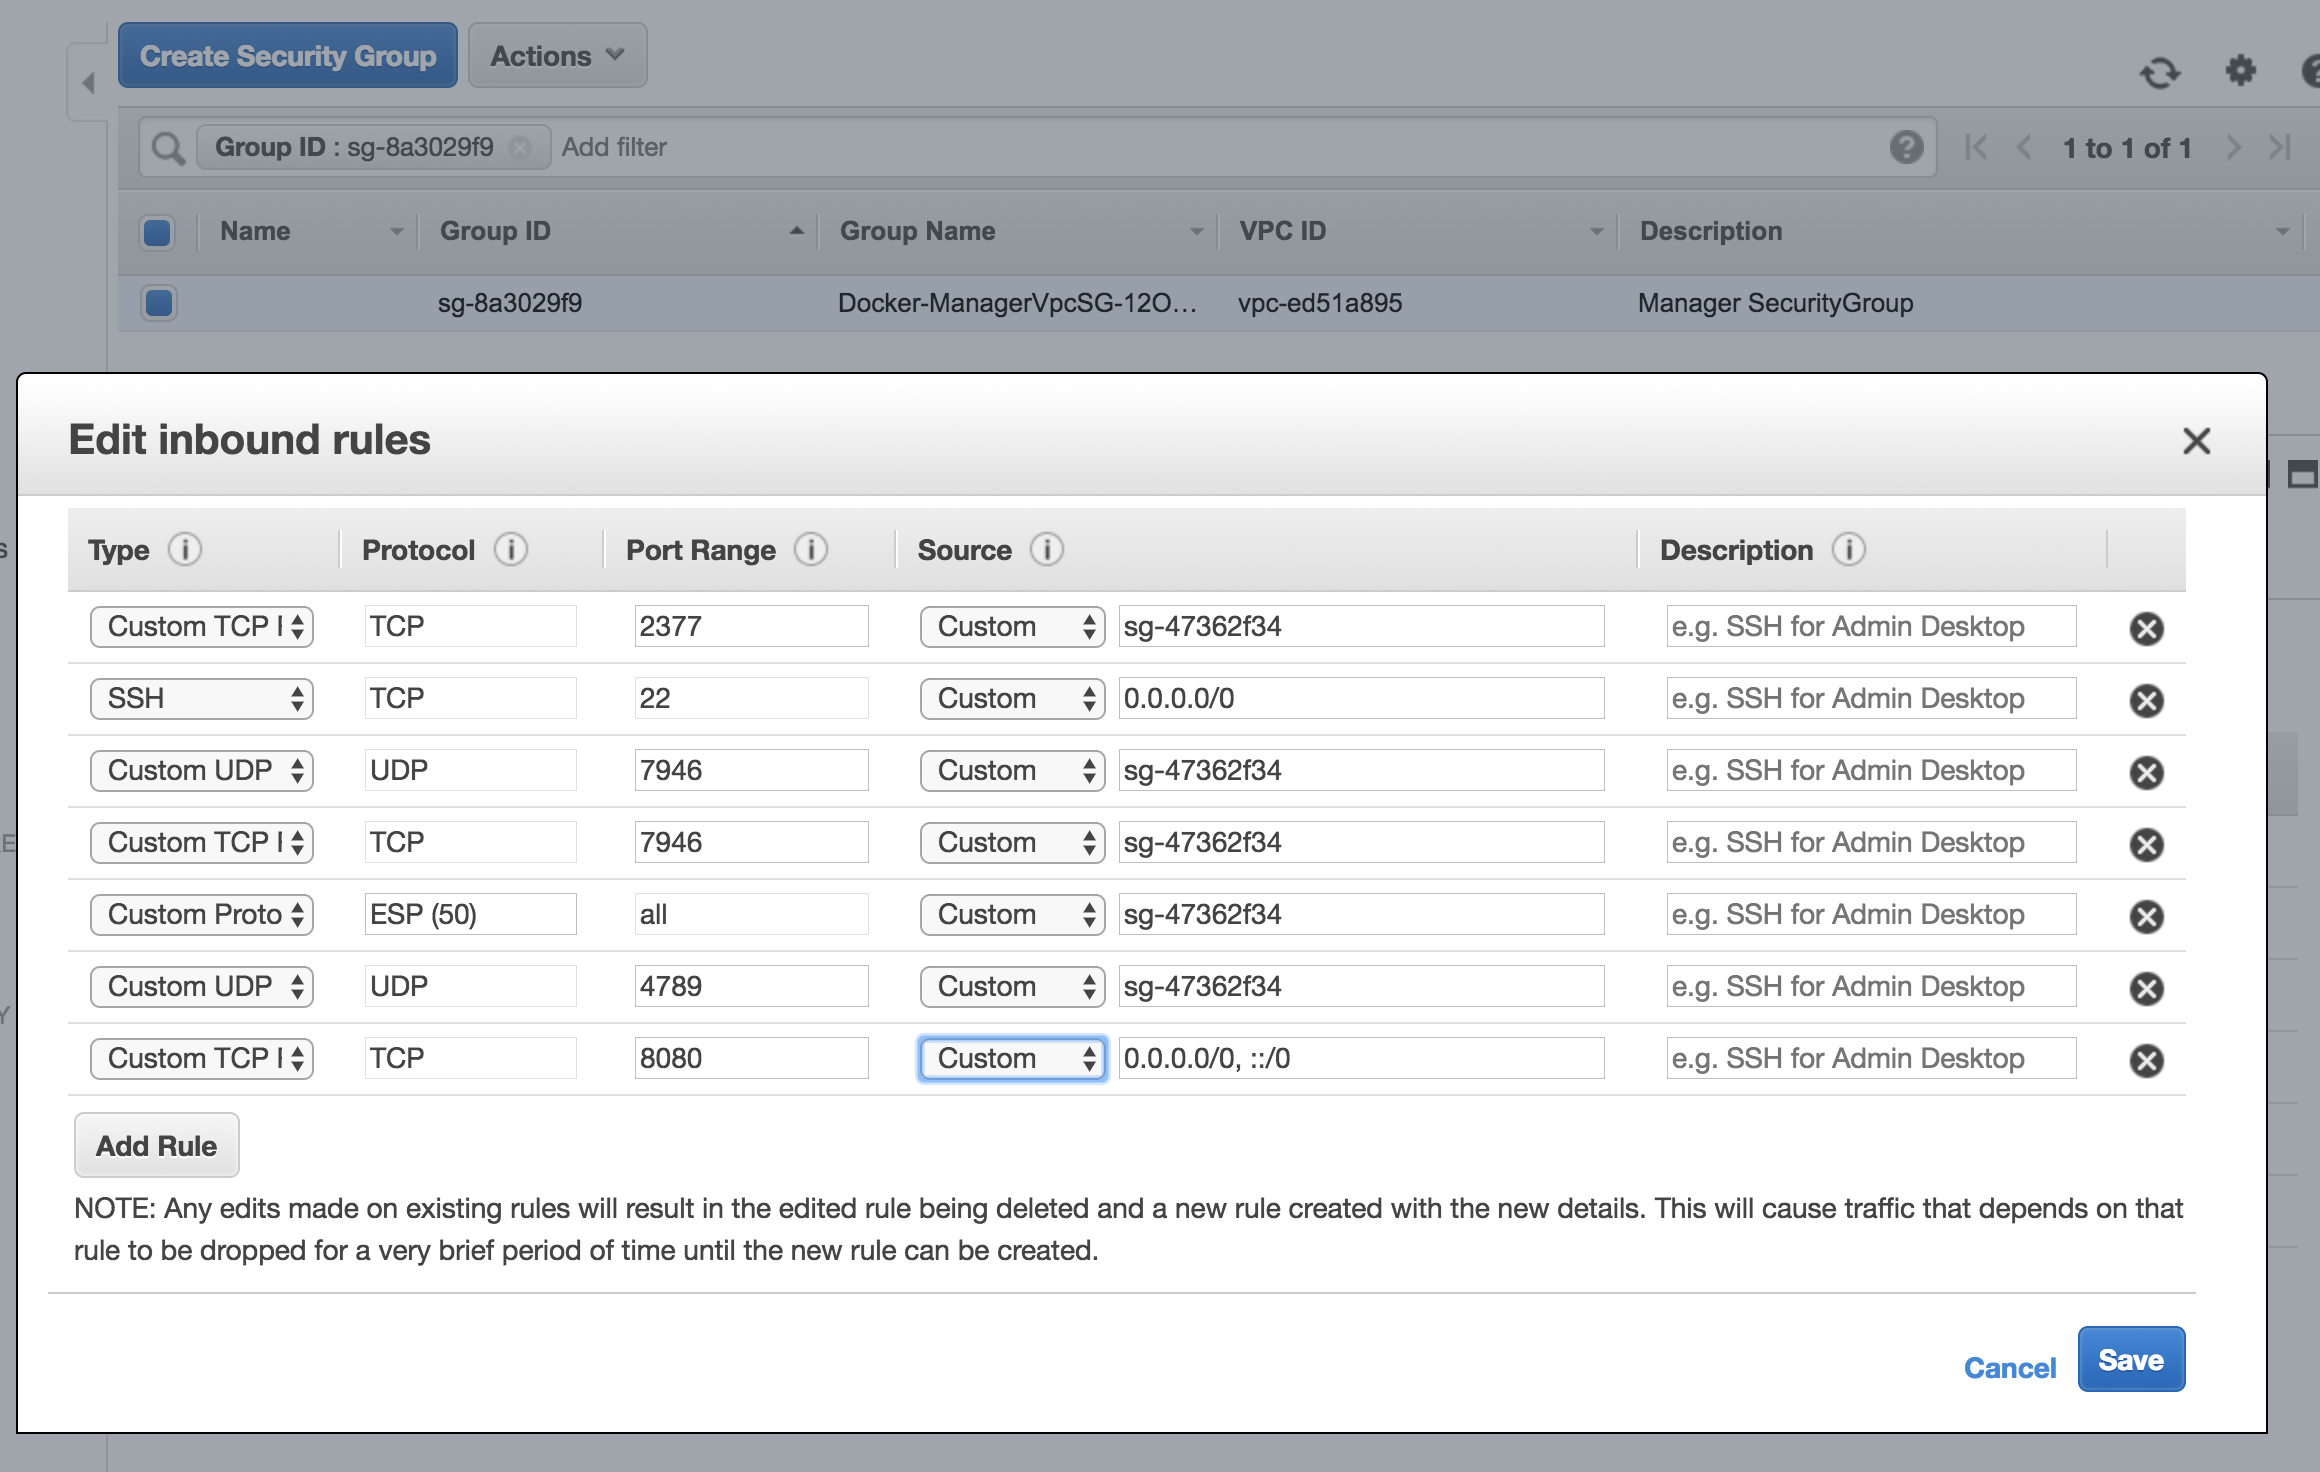 Create Security Group Actions
Group ID : sg-8a3029f9 Add filter 1 to 1 of 1
Name Group ID Group Name VPC ID Description
sg-8a3029f9 Docker-ManagerVpcSG-12O… vpc-ed51a895 Manager SecurityGroup
Edit inbound rules
Type Protocol Port Range Source Description
Custom TCP TCP 2377 Custom sg-47362f34 e.g. SSH for Admin Desktop
SSH TCP 22 Custom 0.0.0.0/0 e.g. SSH for Admin Desktop
Custom UDP UDP 7946 Custom sg-47362f34 e.g. SSH for Admin Desktop
Custom TCP TCP 7946 Custom sg-47362f34 e.g. SSH for Admin Desktop
Custom Proto ESP (50) all Custom sg-47362f34 e.g. SSH for Admin Desktop
Custom UDP UDP 4789 Custom sg-47362f34 e.g. SSH for Admin Desktop
Custom TCP TCP 8080 Custom 0.0.0.0/0, ::/0 e.g. SSH for Admin Desktop
Add Rule
NOTE: Any edits made on existing rules will result in the edited rule being deleted and a new rule created with the new details. This will cause traffic that depends on that
rule to be dropped for a very brief period of time until the new rule can be created.
Cancel Save